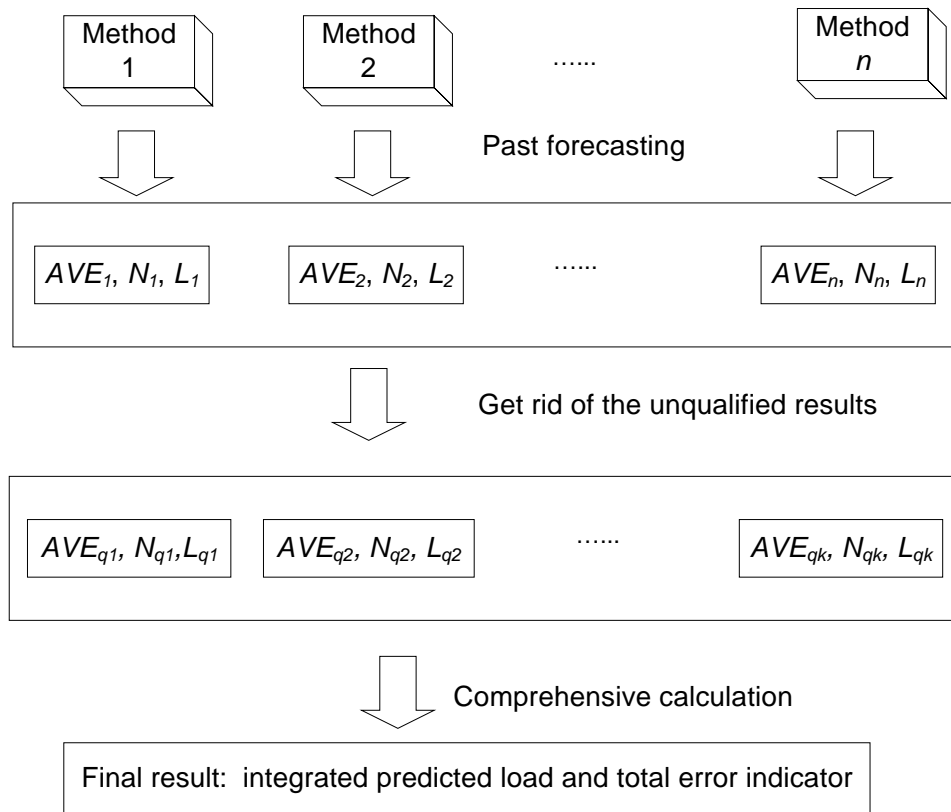 Method
1
Method
2
…...
Method
n
Past forecasting
AVE1, N1, L1
AVE2, N2, L2
…...
AVEn, Nn, Ln
Get rid of the unqualified results
AVEq1, Nq1,Lq1
AVEq2, Nq2, Lq2
…...
AVEqk, Nqk, Lqk
Comprehensive calculation
Final result: integrated predicted load and total error indicator